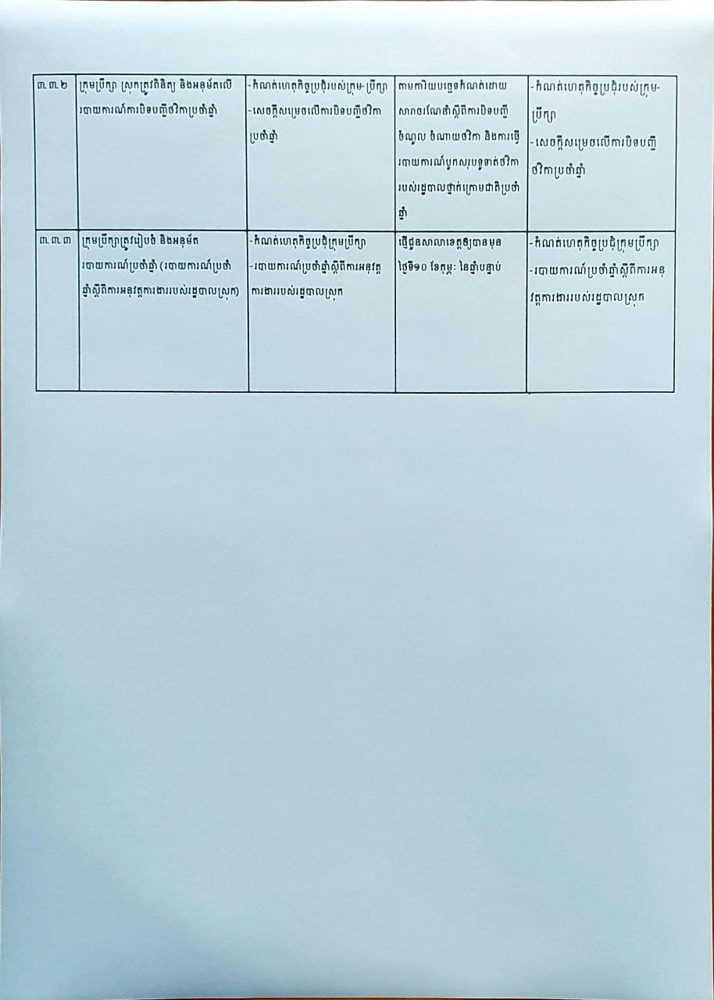 ៣.៣.២
ក្រុមប្រឹក្សា ស្រុកត្រូវពិនិត្យ និងអនុម័តលើ
របាយការណ៍ការបិទបញ្ជីថវិកាប្រចាំឆ្នាំ
-កំណត់ហេតុកិច្ចប្រជុំរបស់ក្រុម-ប្រឹក្សា
-សេចក្តីសម្រេចលើការបិទបញ្ជីថវិកា
ប្រចាំឆ្នាំ
តាមការិយបច្ឆេទកំណត់ដោយ
សារាចរណែនាំស្តីពីការបិទបញ្ជី
ចំណូល ចំណាយថវិកា និងការធ្វើ
របាយការណ៍បូកសរុបទូទាត់ថវិកា
របស់រដ្ឋបាលថ្នាក់ក្រោមជាតិប្រចាំ
ឆ្នាំ
-កំណត់ហេតុកិច្ចប្រជុំរបស់ក្រុម-
ប្រឹក្សា
-សេចក្តីសម្រេចលើការបិទបញ្ជី
ថវិកាប្រចាំឆ្នាំ
៣.៣.៣
ក្រុមប្រឹក្សាត្រូវរៀបចំ និងអនុម័ត
របាយការណ៍ប្រចាំឆ្នាំ (របាយការណ៍ប្រចាំ
ឆ្នាំស្តីពីការអនុវត្តការងាររបស់រដ្ឋបាលស្រុក)
-កំណត់ហេតុកិច្ចប្រជុំក្រុមប្រឹក្សា
-របាយការណ៍ប្រចាំឆ្នាំស្តីពីការអនុវត្ត
ការងាររបស់រដ្ឋបាលស្រុក
ផ្ញើជូនសាលាខេត្តឲ្យបានមុន
ថ្ងៃទី១០ ខែកុម្ភៈ នៃឆ្នាំបន្ទាប់
-កំណត់ហេតុកិច្ចប្រជុំក្រុមប្រឹក្សា
-របាយការណ៍ប្រចាំឆ្នាំស្តីពីការអនុ
វត្តការងាររបស់រដ្ឋបាលស្រុក